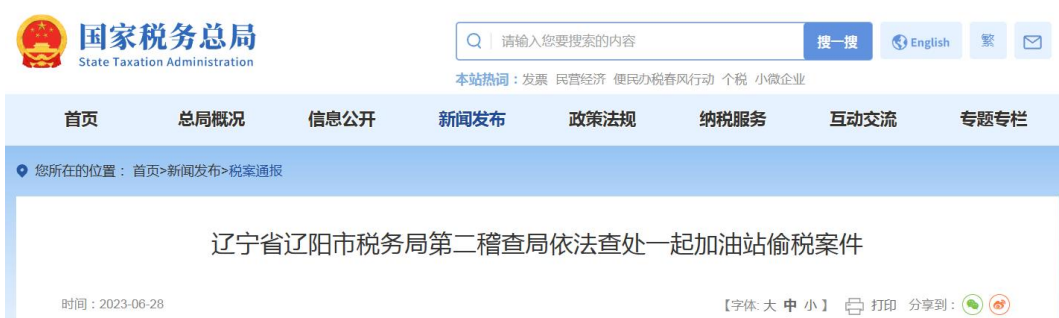 国家税务总局
State Taxation Administration
请输入您要搜索的内容
搜一搜
English
繁
本站热词：发票 民营经济 便民办税春风行动 个税 小微企业
首页 总局概况 信息公开 新闻发布 政策法规 纳税服务 互动交流 专题专栏
您所在的位置： 首页>新闻发布>税案通报
辽宁省辽阳市税务局第二稽查局依法查处一起加油站偷税案件
时间：2023-06-28
【字体: 大 中 小 】 打印 分享到：